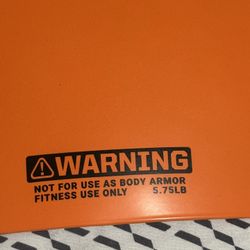 WARNING
NOT FOR USE AS BODY ARMOR
FITNESS USE ONLY 5.75LB